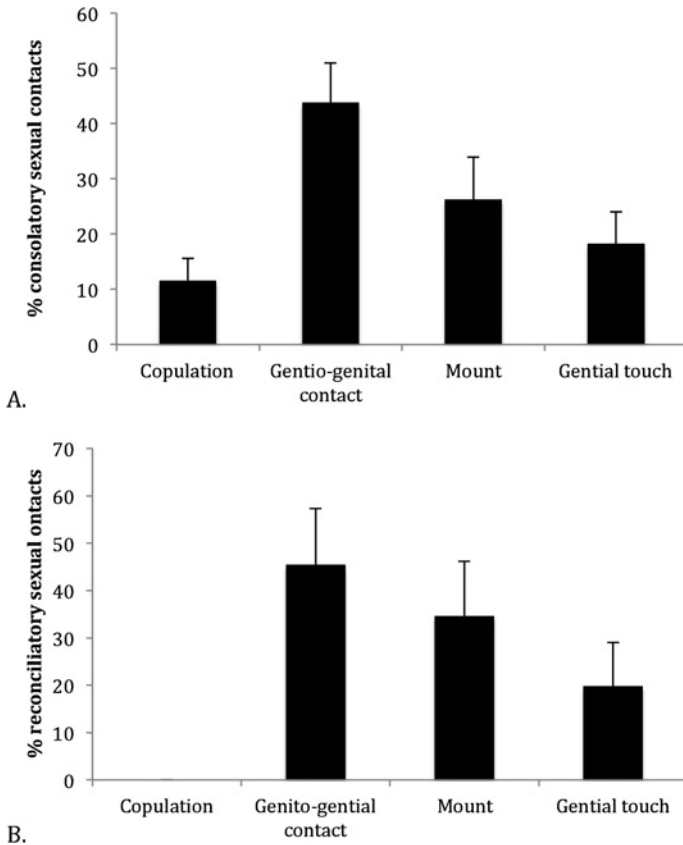 60
50
40
30
20
10
0
% consolatory sexual contacts
Copulation Gentio-genital contact Mount Gential touch
A.
70
60
50
40
30
20
10
0
% reconciliatory sexual ontacts
Copulation Genito-gential contact Mount Gential touch
B.